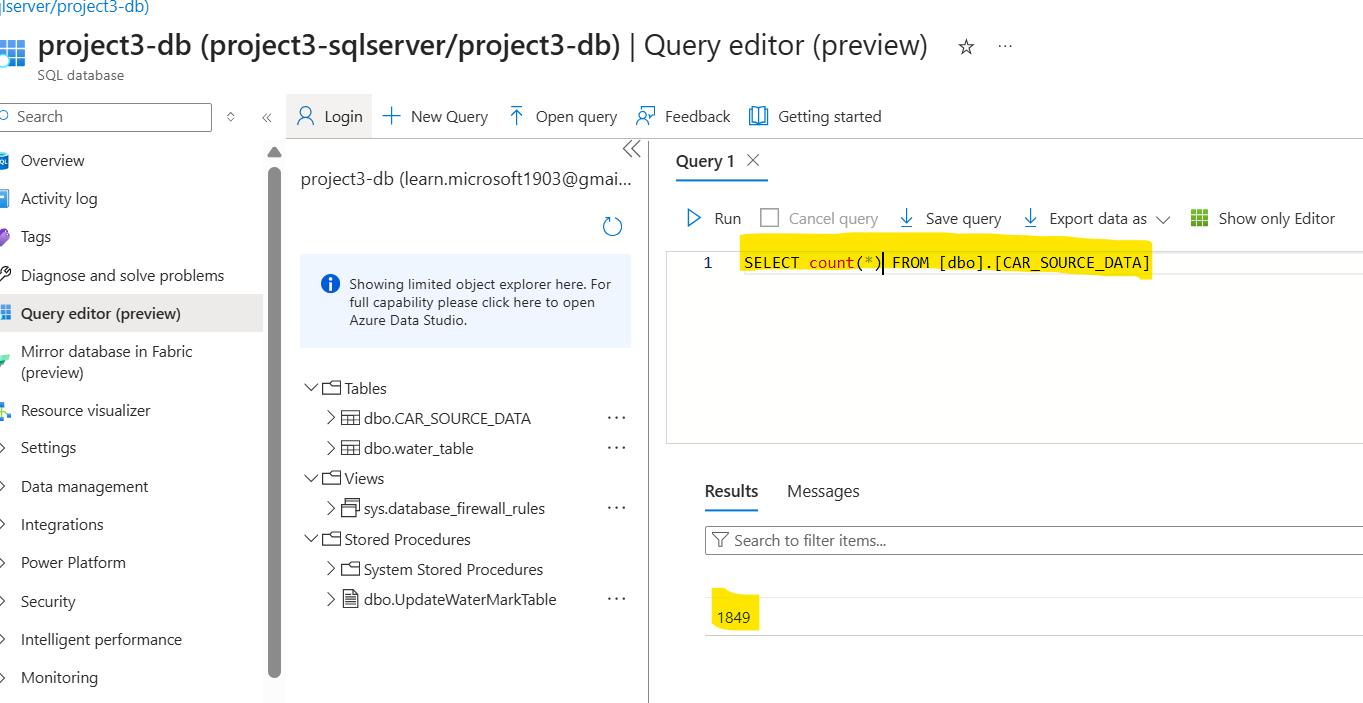 qlserver/project3-db)
project3-db (project3-sqlserver/project3-db) | Query editor (preview) ☆ ...
SQL database
Search
Overview
Activity log
Tags
Diagnose and solve problems
Query editor (preview)
Mirror database in Fabric
(preview)
Resource visualizer
Settings
Data management
Integrations
Power Platform
Security
Intelligent performance
Monitoring
Login
New Query
Open query
Feedback
Getting started
project3-db (learn.microsoft1903@gmai...
Showing limited object explorer here. For
full capability please click here to open
Azure Data Studio.
Tables
dbo.CAR_SOURCE_DATA ...
dbo.water_table ...
Views
sys.database_firewall_rules ...
Stored Procedures
System Stored Procedures
dbo.UpdateWaterMarkTable ...
Query 1
Run
Cancel query
Save query
Export data as
Show only Editor
1 SELECT count(*) FROM [dbo].[CAR_SOURCE_DATA]
Results Messages
Search to filter items...
1849